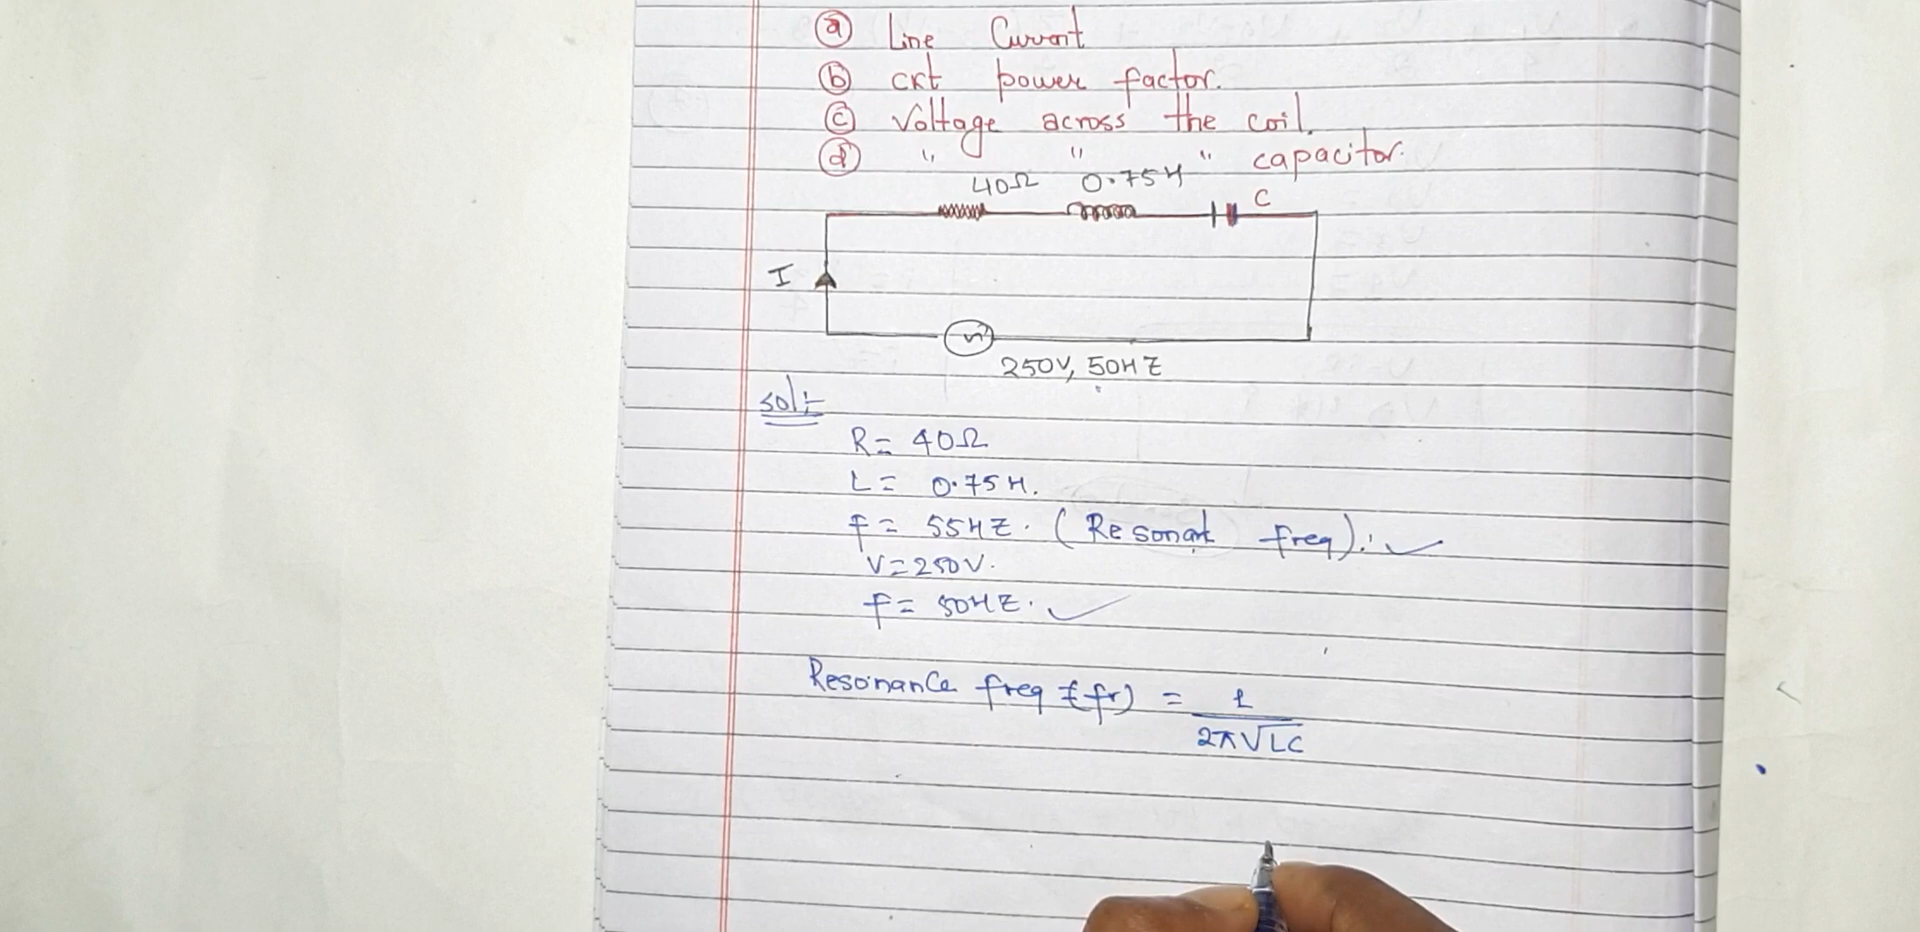 ⓐ Line Current
ⓑ ckt power factor.
ⓒ Voltage across the coil.
ⓓ " " " capacitor.
40Ω 0.75H
C
I
250V, 50HZ
Sol:-
R = 40Ω
L = 0.75H.
f = 55HZ. (Resonant freq).
V=250V.
f = 50HZ.
Resonance freq (fr) = 1
2π√LC